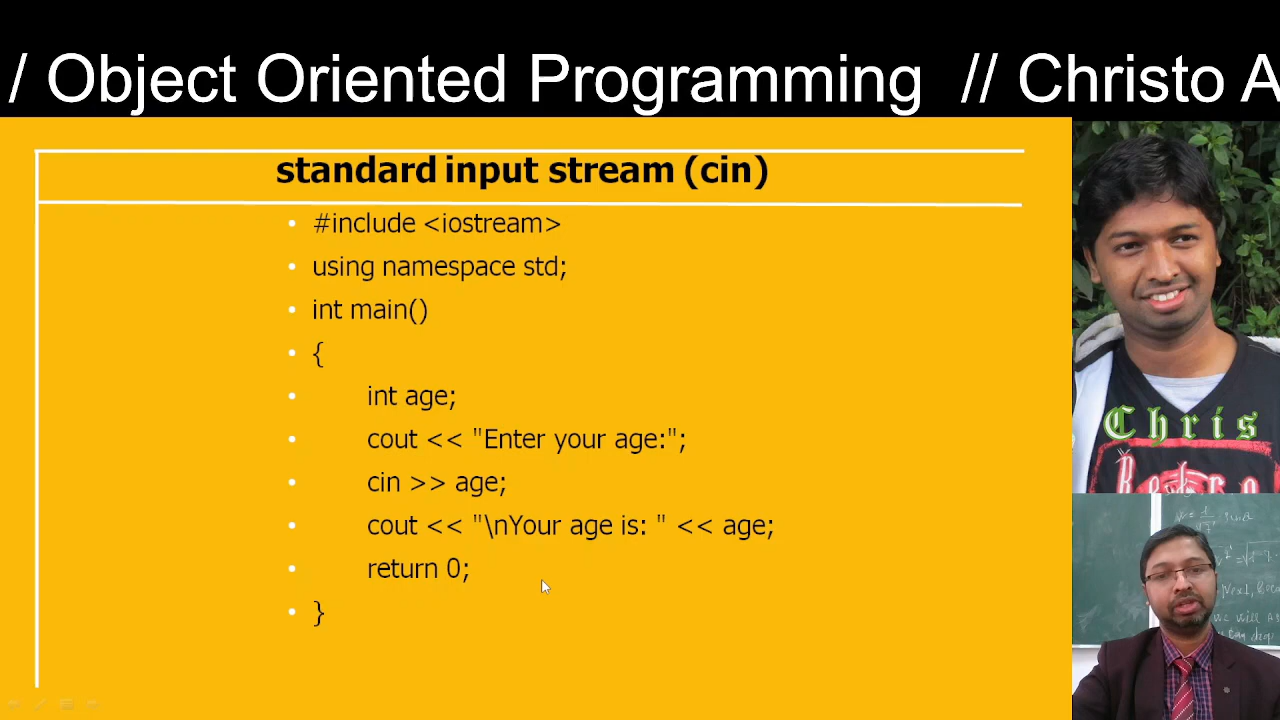 / Object Oriented Programming // Christo A
standard input stream (cin)
• #include <iostream>
• using namespace std;
• int main()
• {
• int age;
• cout << "Enter your age:";
• cin >> age;
• cout << "\nYour age is: " << age;
• return 0;
• }
Chris